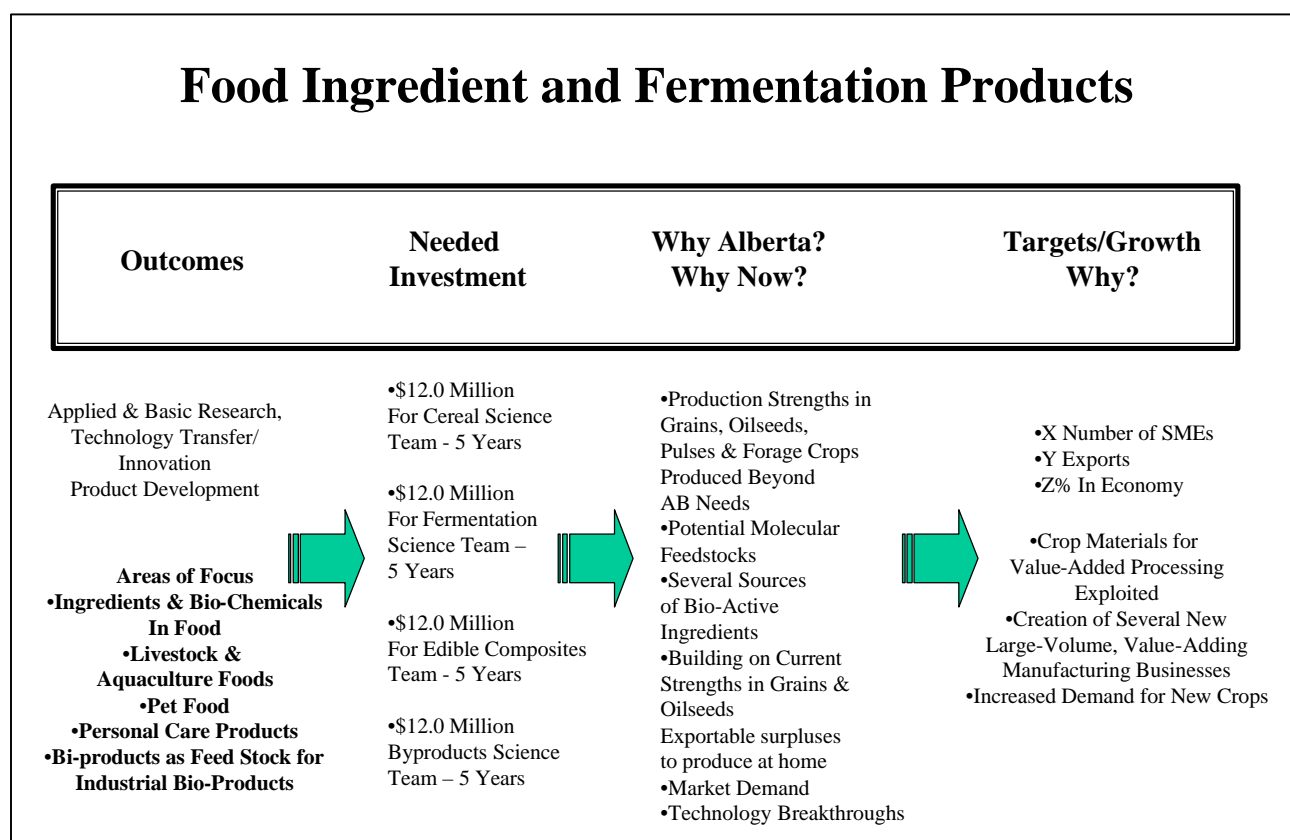 Food Ingredient and Fermentation Products
Outcomes
Needed
Investment
Why Alberta?
Why Now?
Targets/Growth
Why?
Applied & Basic Research,
Technology Transfer/
Innovation
Product Development
Areas of Focus
•Ingredients & Bio-Chemicals
In Food
•Livestock &
Aquaculture Foods
•Pet Food
•Personal Care Products
•Bi-products as Feed Stock for
Industrial Bio-Products
•$12.0 Million
For Cereal Science
Team - 5 Years
•$12.0 Million
For Fermentation
Science Team –
5 Years
•$12.0 Million
For Edible Composites
Team - 5 Years
•$12.0 Million
Byproducts Science
Team – 5 Years
•Production Strengths in
Grains, Oilseeds,
Pulses & Forage Crops
Produced Beyond
AB Needs
•Potential Molecular
Feedstocks
•Several Sources
of Bio-Active
Ingredients
•Building on Current
Strengths in Grains &
Oilseeds
Exportable surpluses
to produce at home
•Market Demand
•Technology Breakthroughs
•X Number of SMEs
•Y Exports
•Z% In Economy
•Crop Materials for
Value-Added Processing
Exploited
•Creation of Several New
Large-Volume, Value-Adding
Manufacturing Businesses
•Increased Demand for New Crops